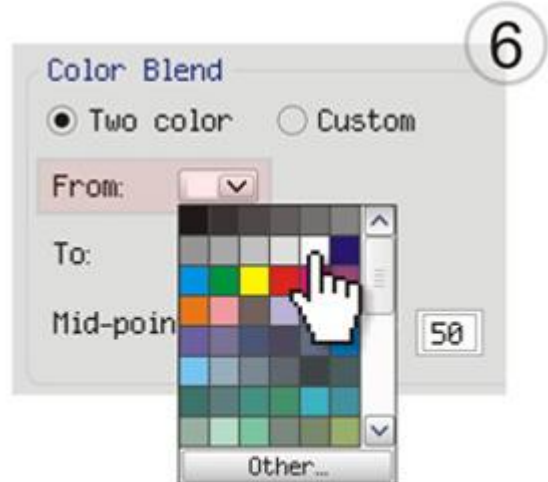 6
Color Blend
Two color Custom
From:
To:
Mid-poin
50
Other...